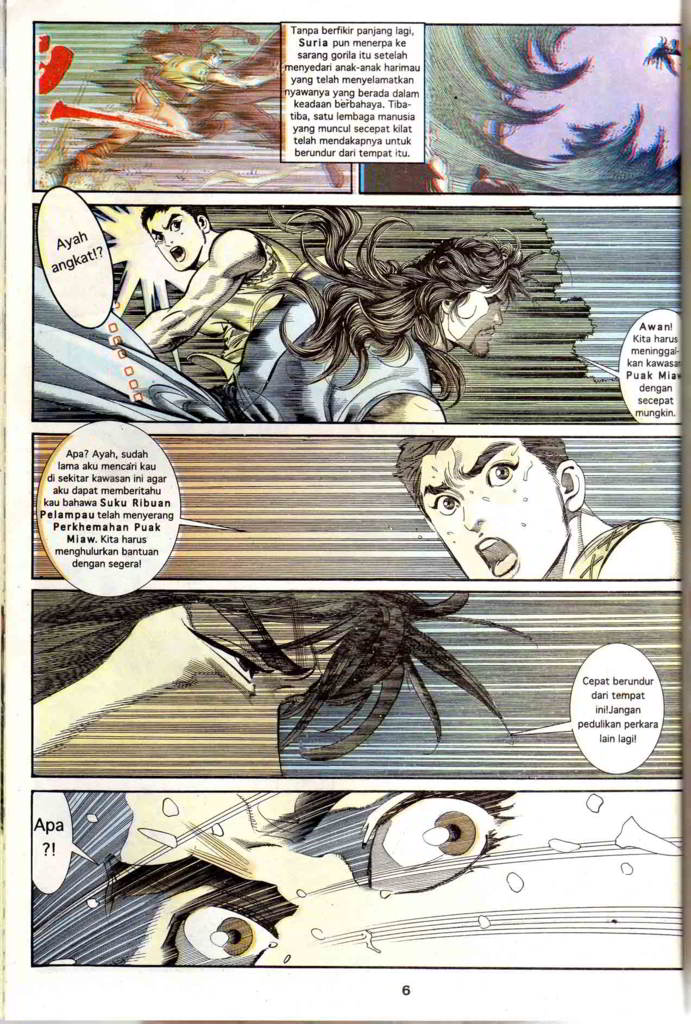 Tanpa berfikir panjang lagi,
Suria pun menerpa ke
sarang gorila itu setelah
menyedari anak-anak harimau
yang telah menyelamatkan
nyawanya yang berada dalam
keadaan berbahaya. Tiba-
tiba, satu lembaga manusia
yang muncul secepat kilat
telah mendakapnya untuk
berundur dari tempat itu.
Ayah
angkat!?
Awan!
Kita harus
meninggal-
kan kawasan
Puak Miaw
dengan
secepat
mungkin.
Apa? Ayah, sudah
lama aku mencari kau
di sekitar kawasan ini agar
aku dapat memberitahu
kau bahawa Suku Ribuan
Pelampau telah menyerang
Perkhemahan Puak
Miaw. Kita harus
menghulurkan bantuan
dengan segera!
Cepat berundur
dari tempat
ini!Jangan
pedulikan perkara
lain lagi!
Apa
?!
6